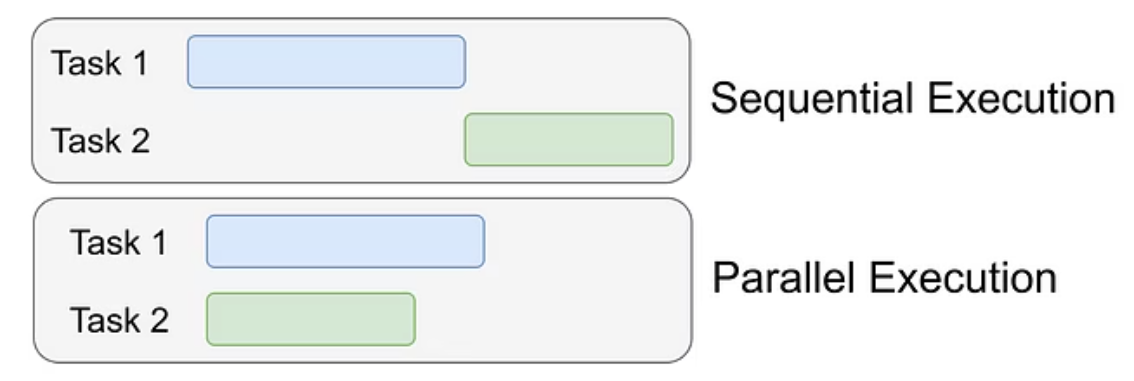 Task 1
Task 2
Sequential Execution
Task 1
Task 2
Parallel Execution